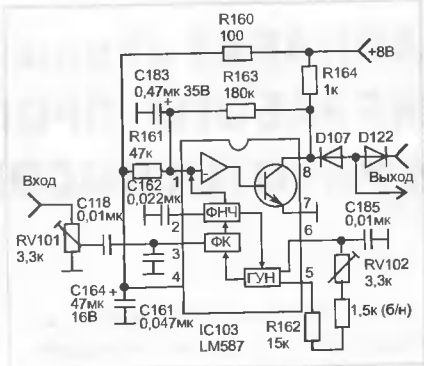 R160
100
+8В
C183
0,47мк 35В
R163
180к
R164
1к
R161
47к
D107 D122
Вход
C118
0,01мк
C162
0,022мк
1
2
3
4
8
7
6
5
ФНЧ
ФК
ГУН
Выход
C185
0,01мк
RV101
3,3к
RV102
3,3к
C164
47мк
16В
+
+
-
C161
0,047мк
IC103
LM587
R162
15к
1,5к (б/н)